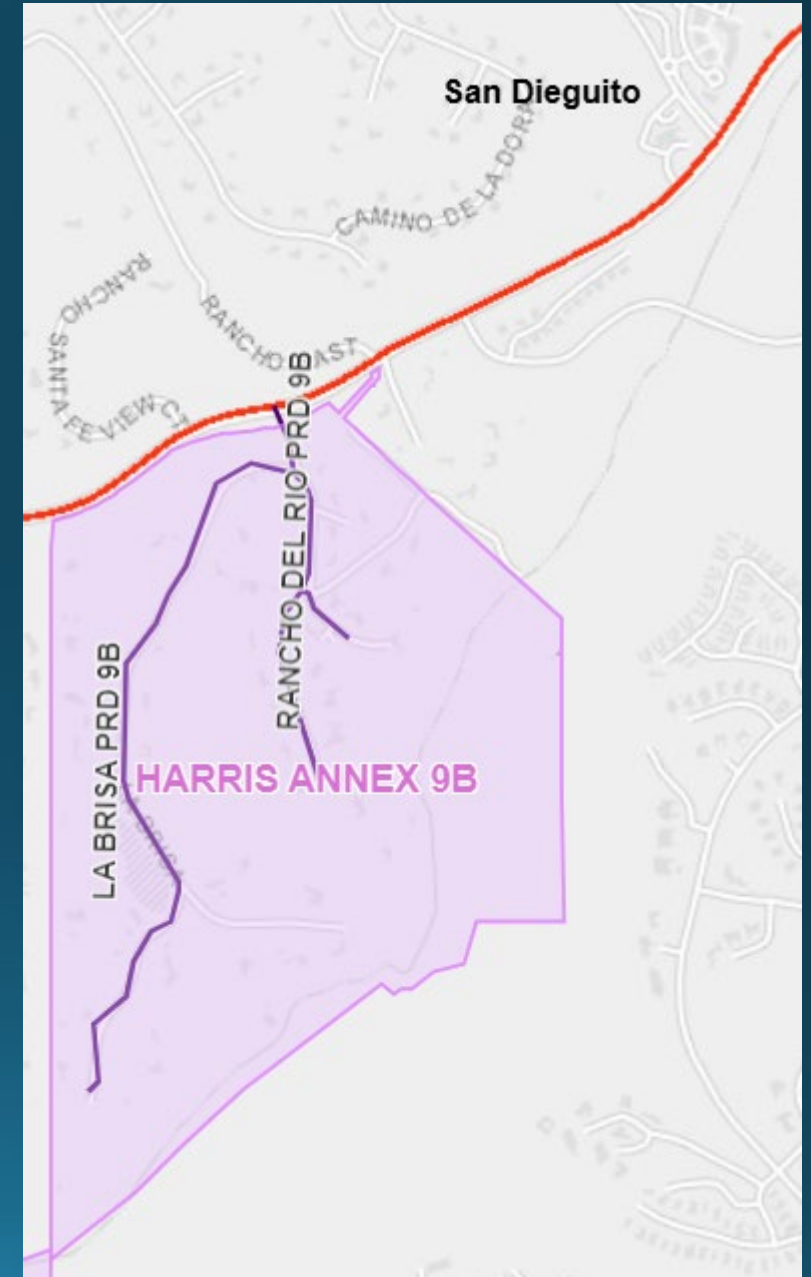 San Dieguito
CAMINO DE LA DORA
RANCHO
SANTA FE VIEW CT
RANCHO
RANCHO DEL RIO PRD 9B
LA BRISA PRD 9B
HARRIS ANNEX 9B